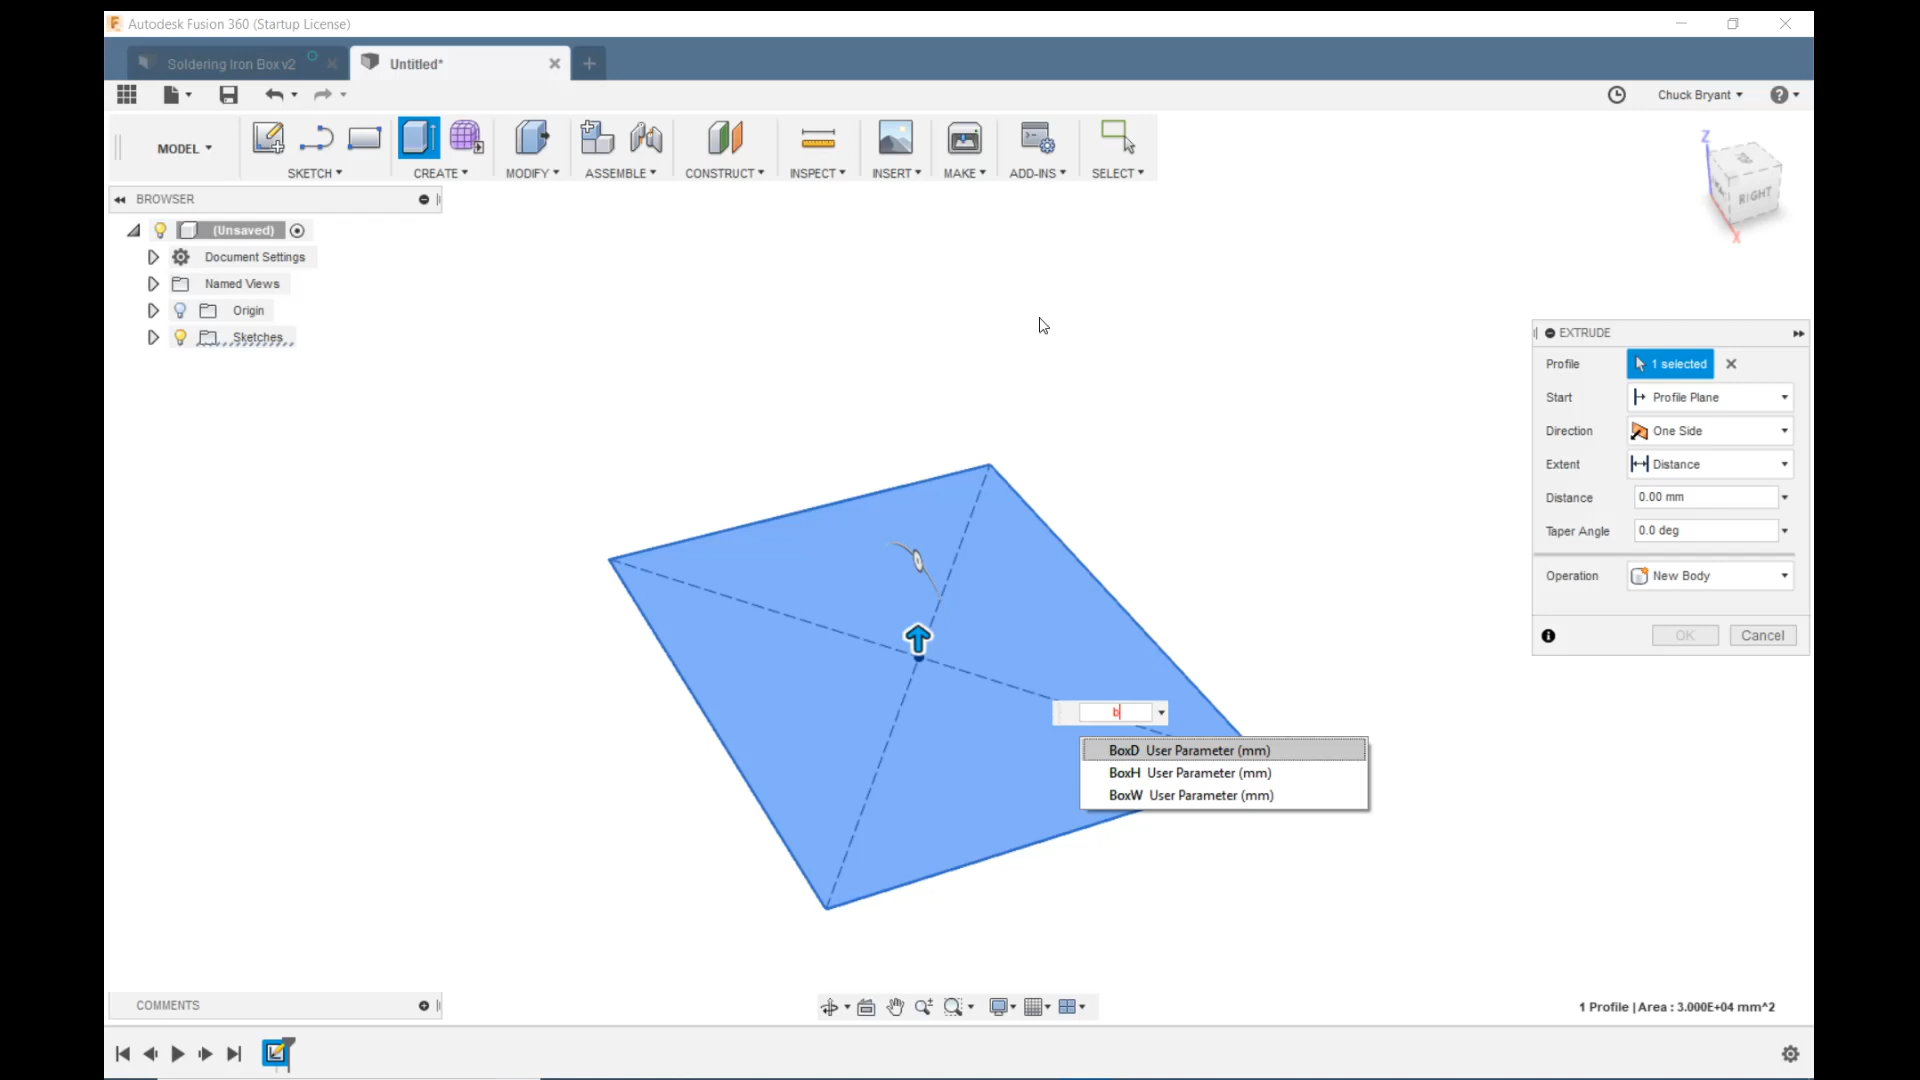 Autodesk Fusion 360 (Startup License)
Soldering Iron Box v2
Untitled*
Chuck Bryant
MODEL
SKETCH
CREATE
MODIFY
ASSEMBLE
CONSTRUCT
INSPECT
INSERT
MAKE
ADD-INS
SELECT
Z
RIGHT
X
BROWSER
(Unsaved)
Document Settings
Named Views
Origin
Sketches
EXTRUDE
Profile 1 selected
Start Profile Plane
Direction One Side
Extent Distance
Distance 0.00 mm
Taper Angle 0.0 deg
Operation New Body
OK Cancel
b
BoxD User Parameter (mm)
BoxH User Parameter (mm)
BoxW User Parameter (mm)
COMMENTS
1 Profile | Area : 3.000E+04 mm^2